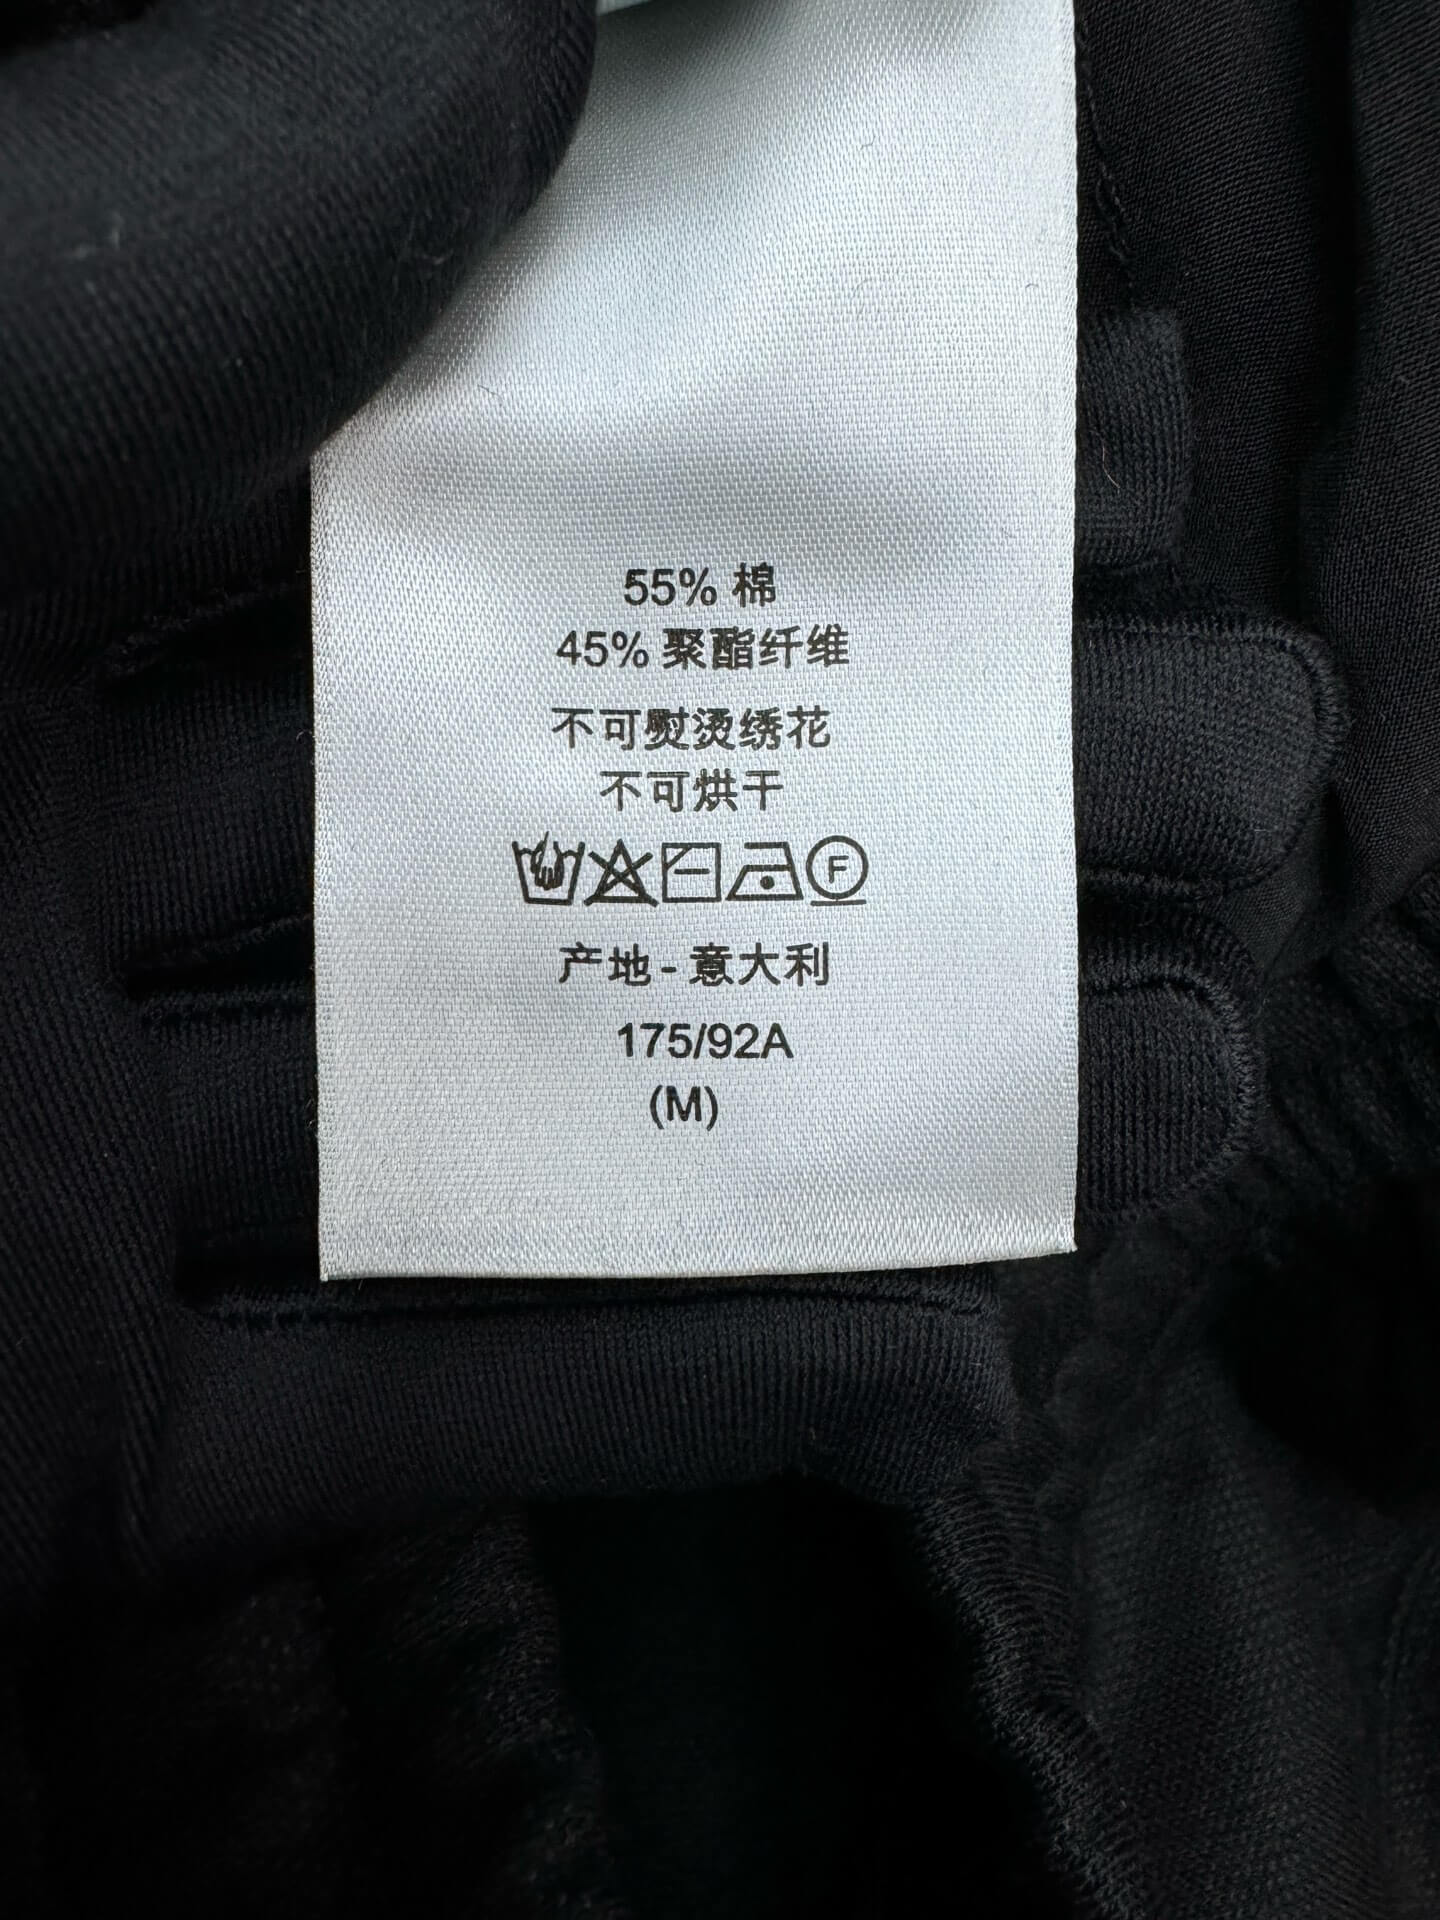 55% 棉
45% 聚酯纤维
不可熨烫绣花
不可烘干
F
产地 - 意大利
175/92A
(M)